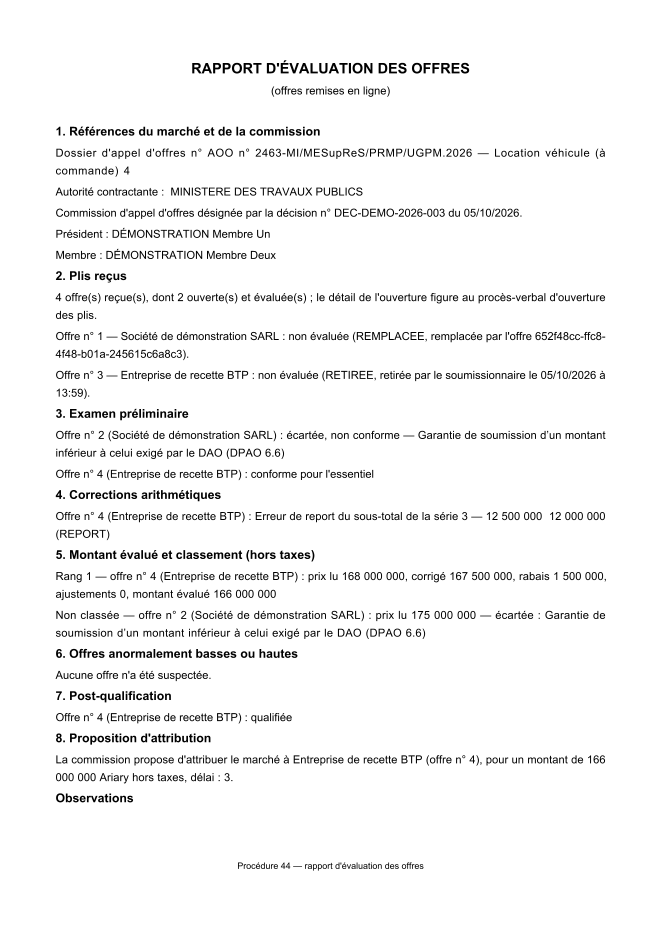 RAPPORT D'ÉVALUATION DES OFFRES
(offres remises en ligne)
1. Références du marché et de la commission
Dossier d'appel d'offres n° AOO n° 2463-MI/MESupReS/PRMP/UGPM.2026 — Location véhicule (à
commande) 4
Autorité contractante :  MINISTERE DES TRAVAUX PUBLICS
Commission d'appel d'offres désignée par la décision n° DEC-DEMO-2026-003 du 05/10/2026.
Président : DÉMONSTRATION Membre Un
Membre : DÉMONSTRATION Membre Deux
2. Plis reçus
4 offre(s) reçue(s), dont 2 ouverte(s) et évaluée(s) ; le détail de l'ouverture figure au procès-verbal d'ouverture
des plis.
Offre n° 1 — Société de démonstration SARL : non évaluée (REMPLACEE, remplacée par l'offre 652f48cc-ffc8-
4f48-b01a-245615c6a8c3).
Offre n° 3 — Entreprise de recette BTP : non évaluée (RETIREE, retirée par le soumissionnaire le 05/10/2026 à
13:59).
3. Examen préliminaire
Offre n° 2 (Société de démonstration SARL) : écartée, non conforme — Garantie de soumission d’un montant
inférieur à celui exigé par le DAO (DPAO 6.6)
Offre n° 4 (Entreprise de recette BTP) : conforme pour l'essentiel
4. Corrections arithmétiques
Offre n° 4 (Entreprise de recette BTP) : Erreur de report du sous-total de la série 3 — 12 500 000  12 000 000
(REPORT)
5. Montant évalué et classement (hors taxes)
Rang 1 — offre n° 4 (Entreprise de recette BTP) : prix lu 168 000 000, corrigé 167 500 000, rabais 1 500 000,
ajustements 0, montant évalué 166 000 000
Non classée — offre n° 2 (Société de démonstration SARL) : prix lu 175 000 000 — écartée : Garantie de
soumission d’un montant inférieur à celui exigé par le DAO (DPAO 6.6)
6. Offres anormalement basses ou hautes
Aucune offre n'a été suspectée.
7. Post-qualification
Offre n° 4 (Entreprise de recette BTP) : qualifiée
8. Proposition d'attribution
La commission propose d'attribuer le marché à Entreprise de recette BTP (offre n° 4), pour un montant de 166
000 000 Ariary hors taxes, délai : 3.
Observations
Procédure 44 — rapport d'évaluation des offres